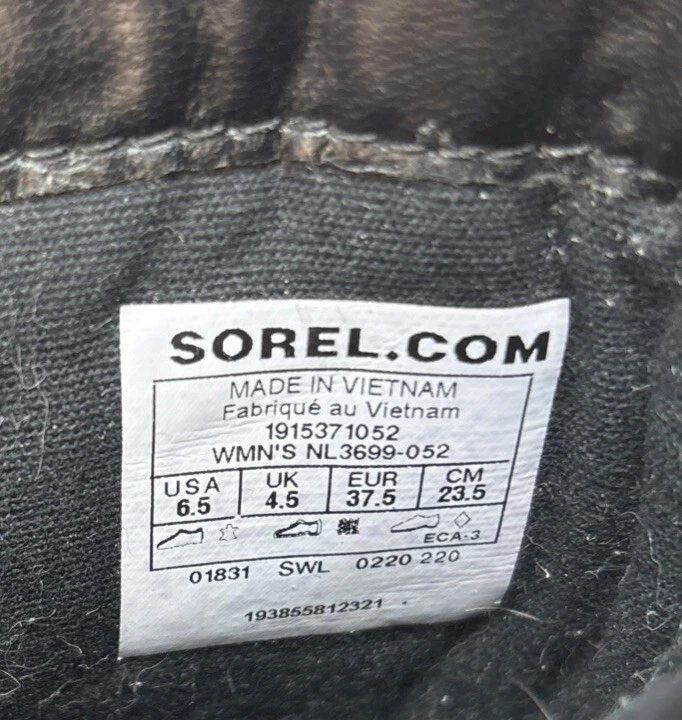 SOREL.COM
MADE IN VIETNAM
Fabriqué au Vietnam
1915371052
WMN'S NL3699-052
USA UK EUR CM
6.5 4.5 37.5 23.5
ECA-3
01831 SWL 0220 220
193855812321